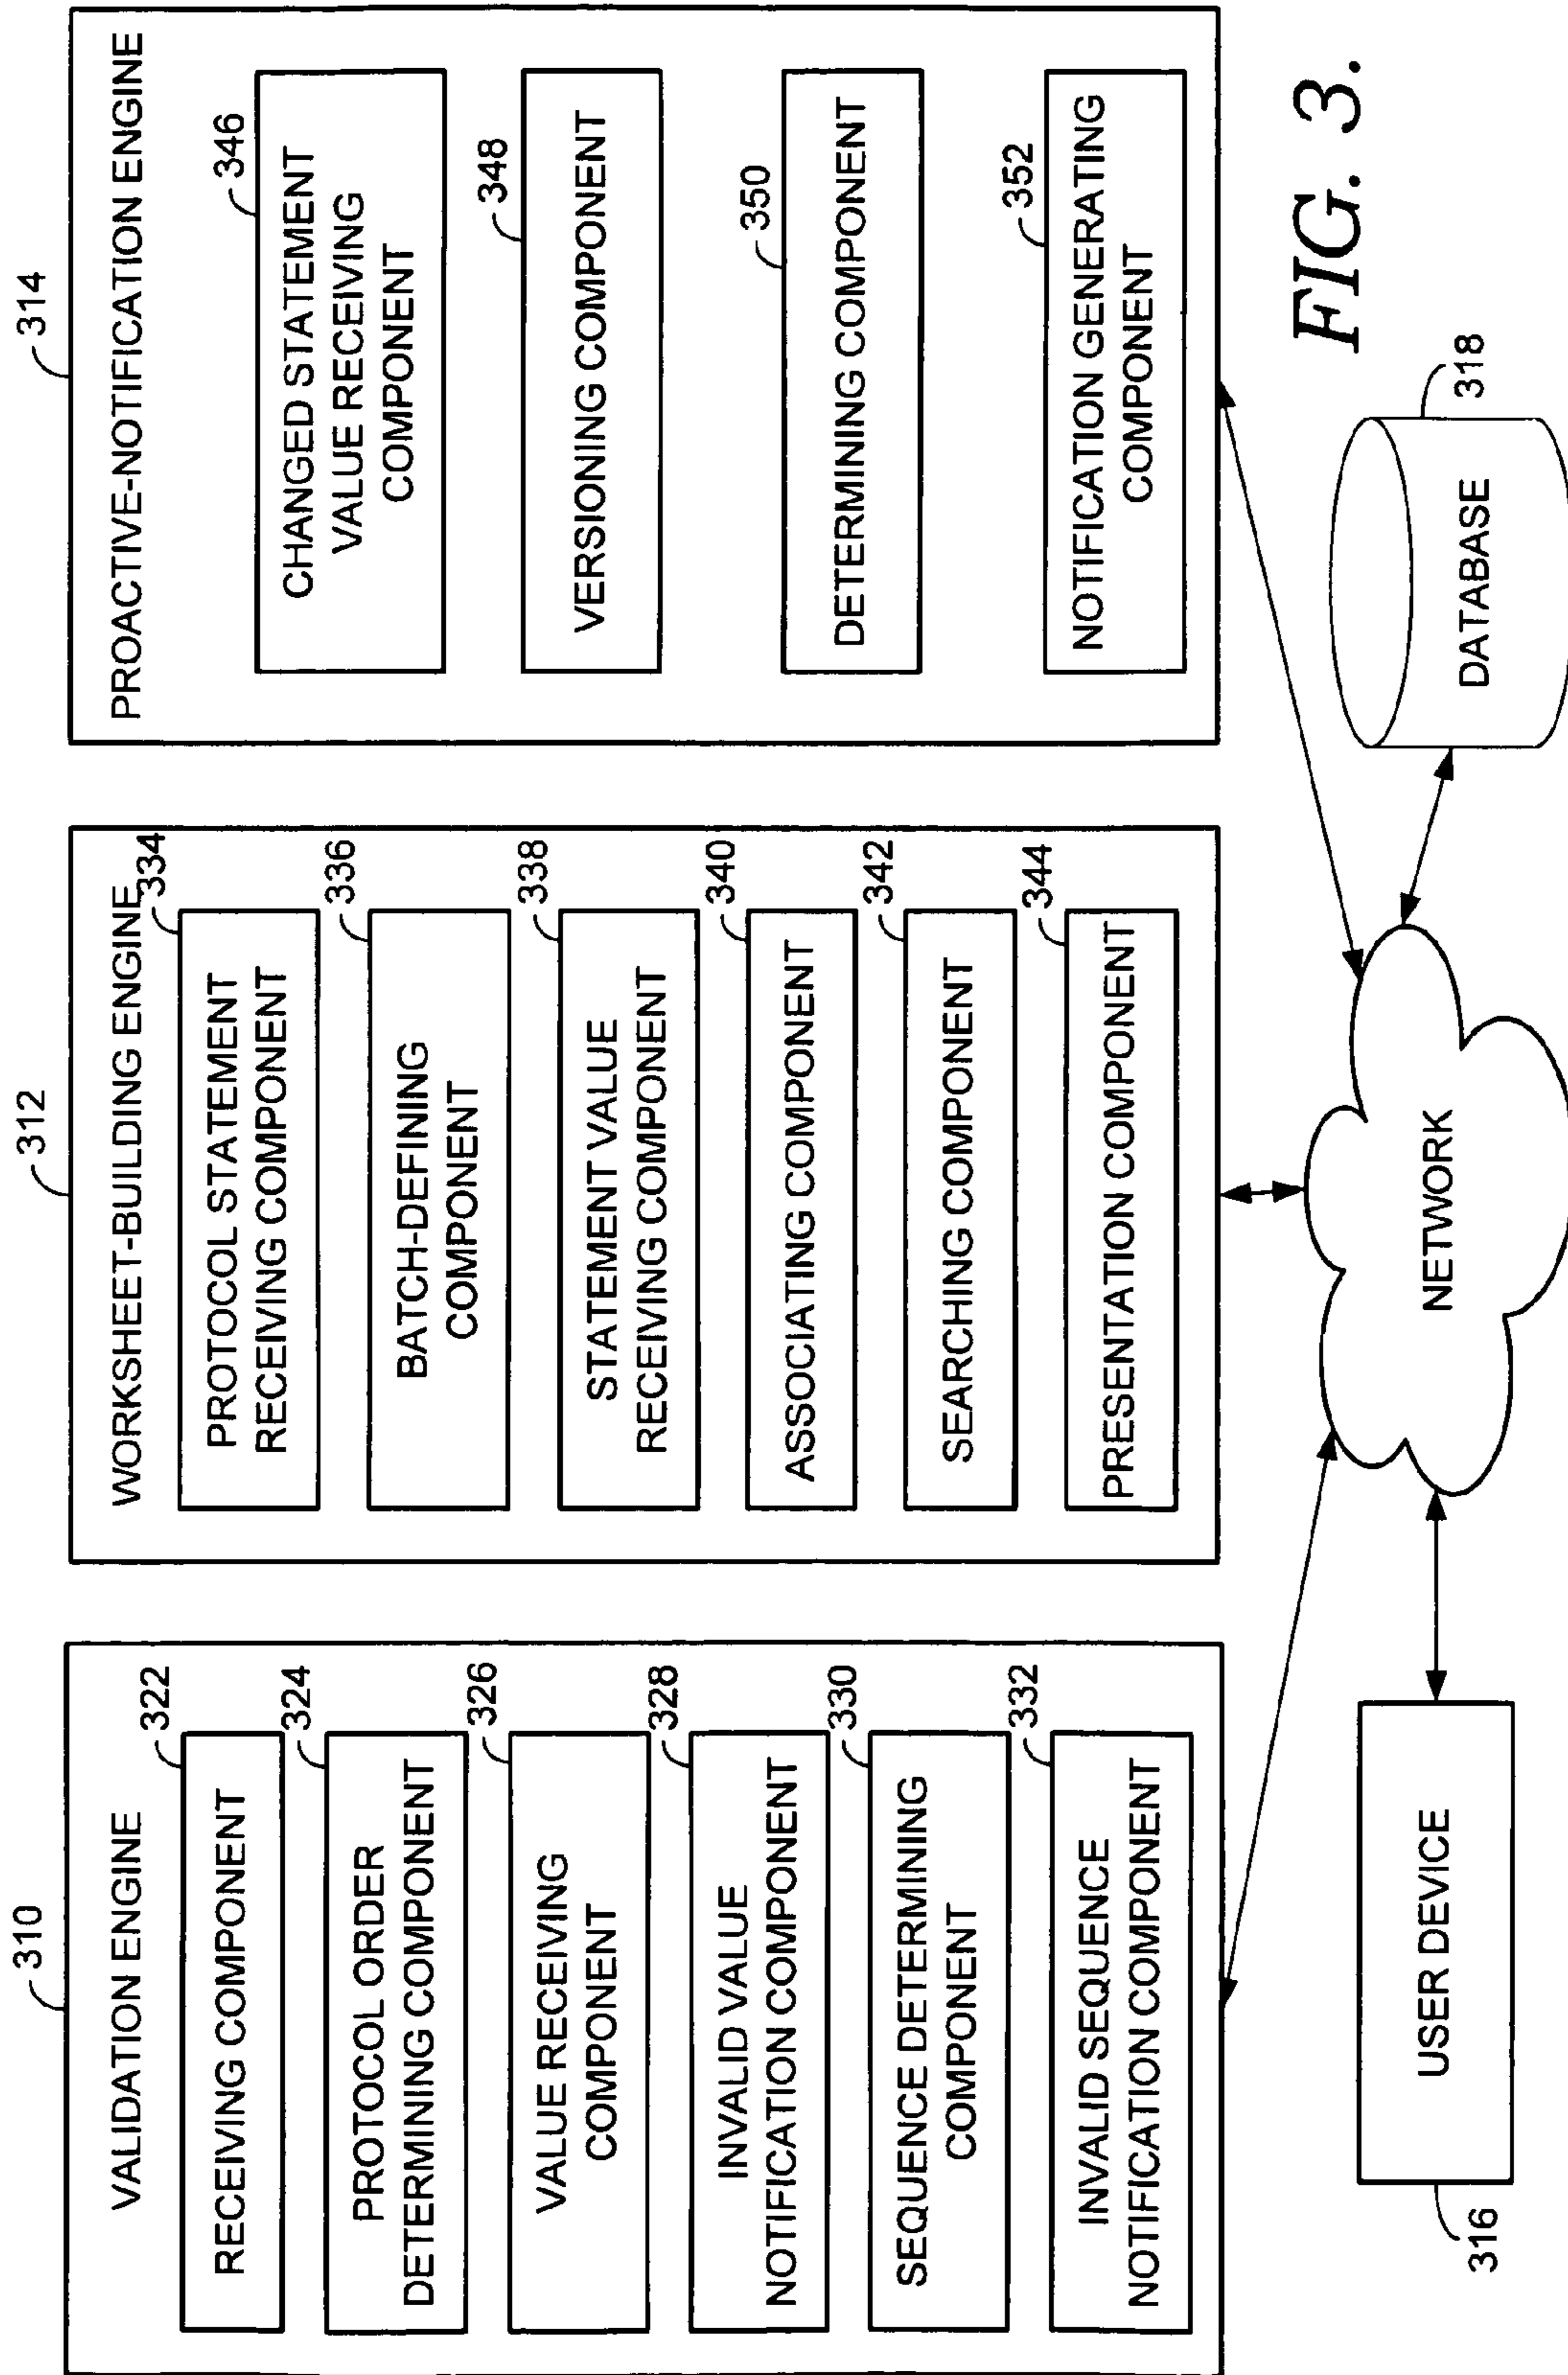 310
VALIDATION ENGINE
322
RECEIVING COMPONENT
324
PROTOCOL ORDER
DETERMINING COMPONENT
326
VALUE RECEIVING
COMPONENT
328
INVALID VALUE
NOTIFICATION COMPONENT
330
SEQUENCE DETERMINING
COMPONENT
332
INVALID SEQUENCE
NOTIFICATION COMPONENT
312
WORKSHEET-BUILDING ENGINE
334
PROTOCOL STATEMENT
RECEIVING COMPONENT
336
BATCH-DEFINING
COMPONENT
338
STATEMENT VALUE
RECEIVING COMPONENT
340
ASSOCIATING COMPONENT
342
SEARCHING COMPONENT
344
PRESENTATION COMPONENT
314
PROACTIVE-NOTIFICATION ENGINE
346
CHANGED STATEMENT
VALUE RECEIVING
COMPONENT
348
VERSIONING COMPONENT
350
DETERMINING COMPONENT
352
NOTIFICATION GENERATING
COMPONENT
316
USER DEVICE
NETWORK
DATABASE
318
FIG. 3.